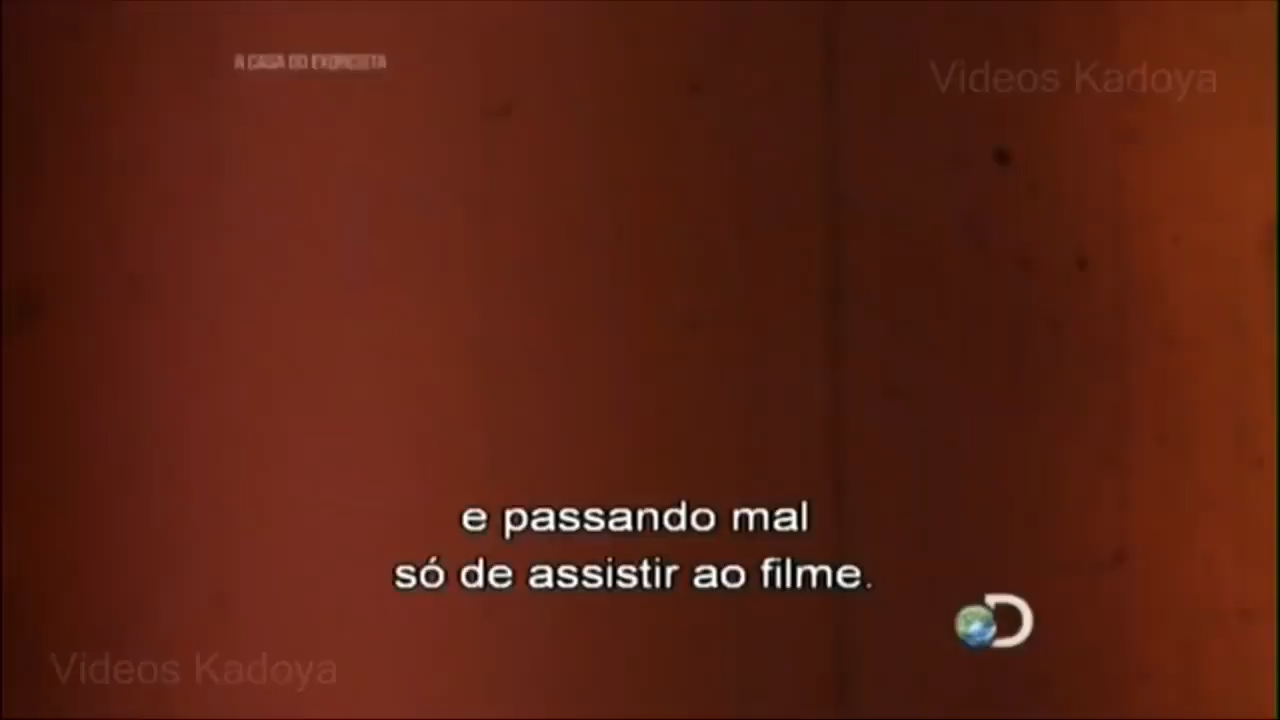 A CASA DO EXORCISTA
Videos Kadoya
e passando mal
só de assistir ao filme.
Videos Kadoya